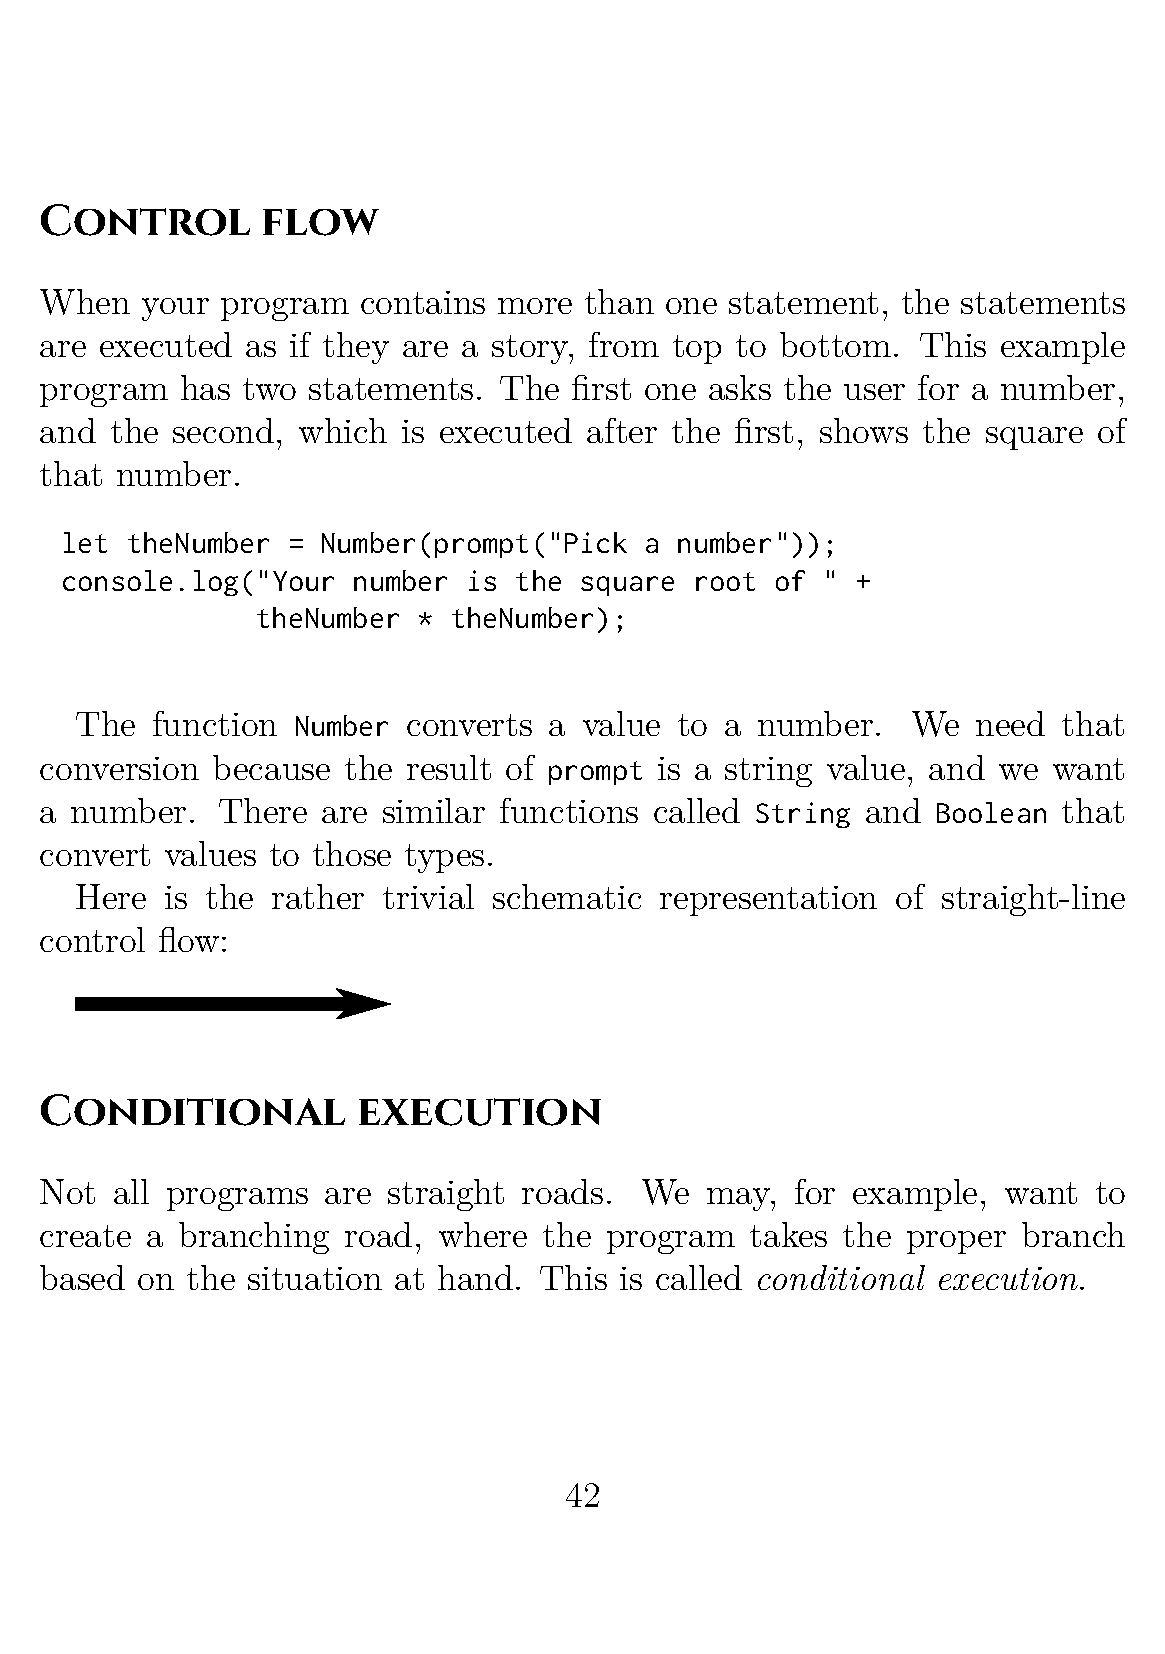 Control flow
When your program contains more than one statement, the statements
are executed as if they are a story, from top to bottom. This example
program has two statements. The first one asks the user for a number,
and the second, which is executed after the first, shows the square of
that number.
let theNumber = Number(prompt("Pick a number"));
console.log("Your number is the square root of " +
            theNumber * theNumber);
The function Number converts a value to a number. We need that
conversion because the result of prompt is a string value, and we want
a number. There are similar functions called String and Boolean that
convert values to those types.
Here is the rather trivial schematic representation of straight-line
control flow:
Conditional execution
Not all programs are straight roads. We may, for example, want to
create a branching road, where the program takes the proper branch
based on the situation at hand. This is called conditional execution.
42